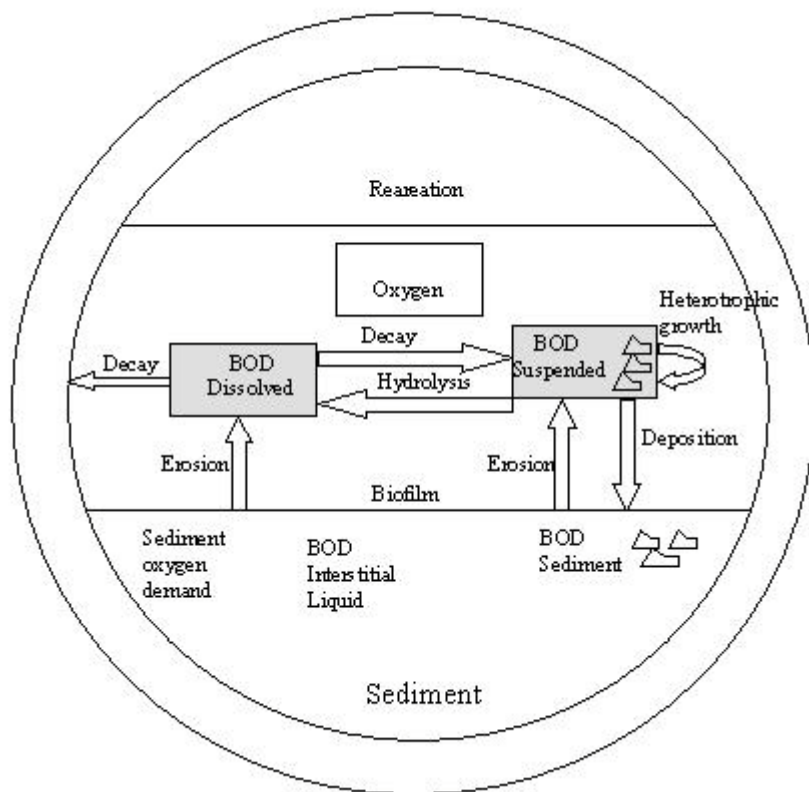 Reareation
Oxygen
Heterotrophic
growth
Decay
BOD
Dissolved
Decay
Hydrolysis
BOD
Suspended
Erosion
Erosion
Deposition
Biofilm
Sediment
oxygen
demand
BOD
Interstitial
Liquid
BOD
Sediment
Sediment